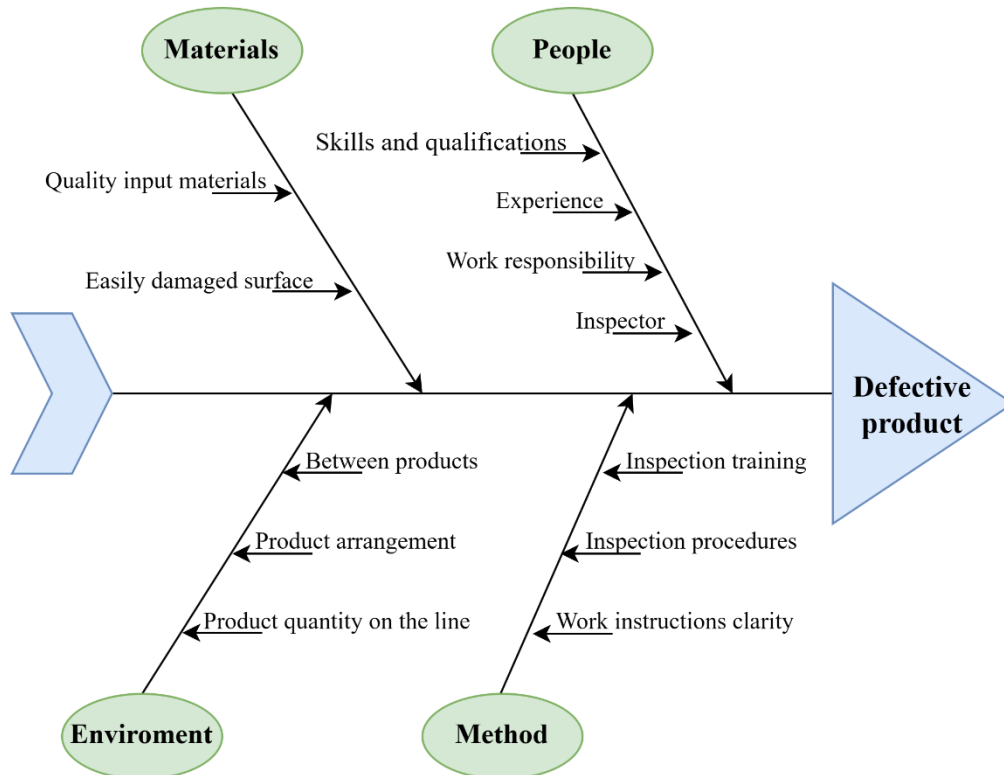 Materials
People
Skills and qualifications
Quality input materials
Experience
Work responsibility
Easily damaged surface
Inspector
Defective
product
Between products
Inspection training
Product arrangement
Inspection procedures
Product quantity on the line
Work instructions clarity
Enviroment
Method